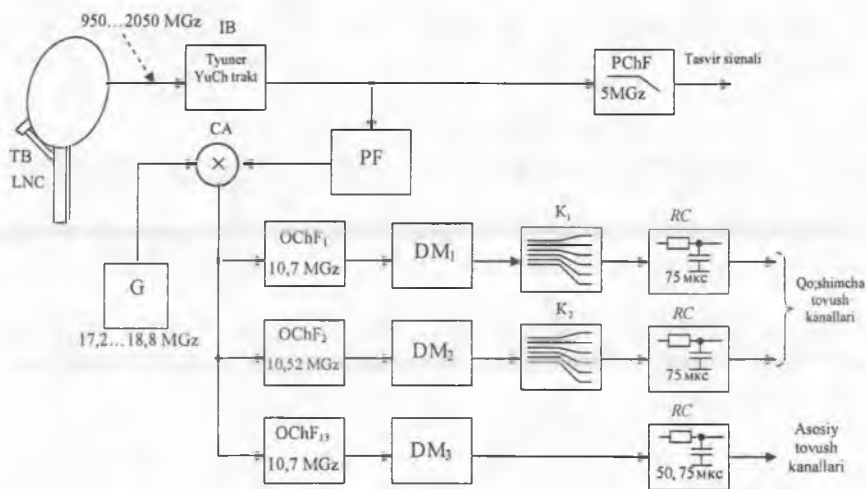 950…2050 MGz
IB
Tyuner
YuCh trakti
PChF
5MGz
Tasvir signali
TB
LNC
CA
×
PF
G
17,2…18,8 MGz
OChF₁
10,7 MGz
DM₁
K₁
RC
75 мкс
OChF₂
10,52 MGz
DM₂
K₂
RC
75 мкс
Qo;shimcha
tovush
kanallari
OChF₁₃
10,7 MGz
DM₃
RC
50, 75 мкс
Asosiy
tovush
kanallari